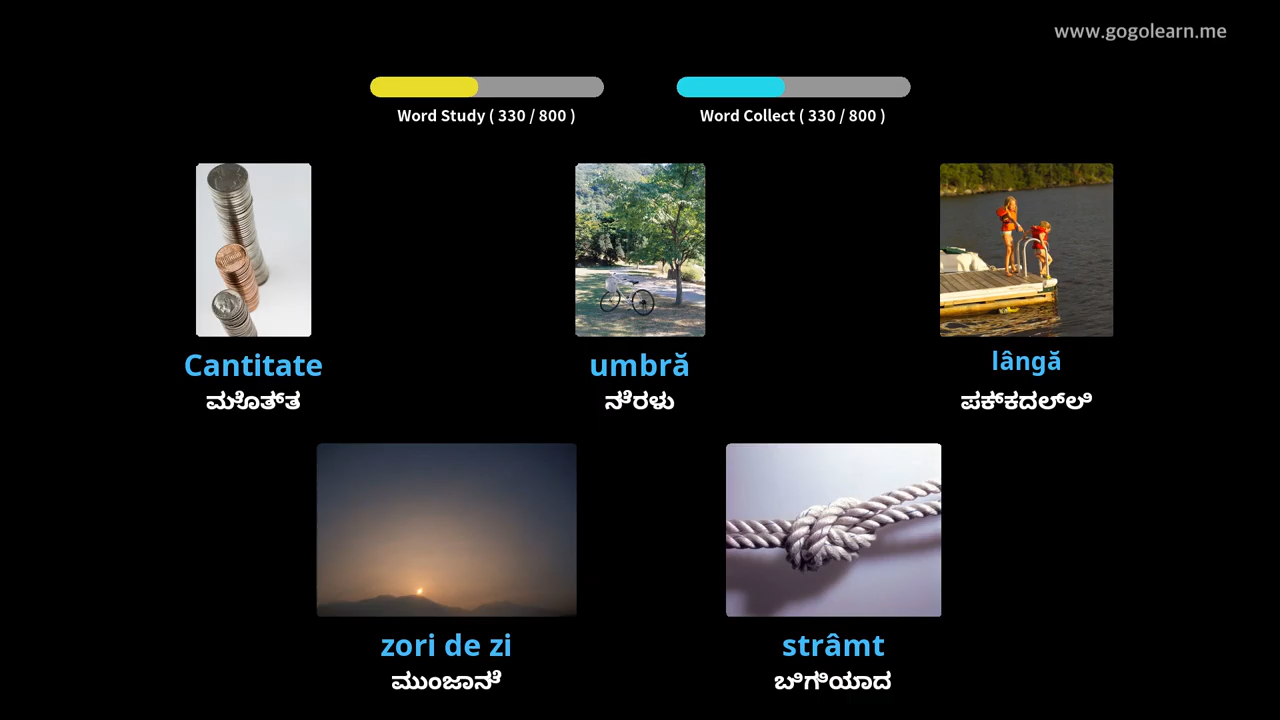 www.gogolearn.me
Word Study ( 330 / 800 )
Word Collect ( 330 / 800 )
Cantitate
ಮೊತ್ತ
umbră
ನೆರಳು
lângă
ಪಕ್ಕದಲ್ಲಿ
zori de zi
ಮುಂಜಾನೆ
strâmt
ಬಿಗಿಯಾದ